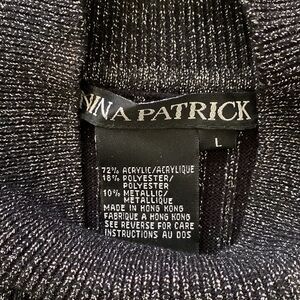 NINA PATRICK
L
72% ACRYLIC/ACRYLIQUE
18% POLYESTER/
POLYESTER
10% METALLIC/
METALLIQUE
MADE IN HONG KONG
FABRIQUE A HONG KONG
SEE REVERSE FOR CARE
INSTRUCTIONS AU DOS